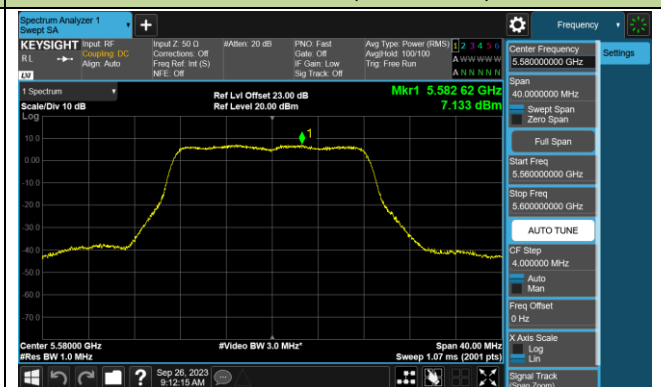 Spectrum Analyzer 1
Swept SA
+
Frequency
KEYSIGHT
RL
Input: RF
Coupling: DC
Align: Auto
Input Z: 50 Ω
Corrections: Off
Freq Ref: Int (S)
NFE: Off
#Atten: 20 dB
PNO: Fast
Gate: Off
IF Gain: Low
Sig Track: Off
Avg Type: Power (RMS)
Avg|Hold: 100/100
Trig: Free Run
1 2 3 4 5 6
A W W W W W
A N N N N N
LVI
1 Spectrum
Scale/Div 10 dB
Ref Lvl Offset 23.00 dB
Ref Level 20.00 dBm
Mkr1 5.582 62 GHz
7.133 dBm
Log
1
10.0
0.00
-10.0
-20.0
-30.0
-40.0
-50.0
-60.0
-70.0
Center 5.58000 GHz
#Res BW 1.0 MHz
#Video BW 3.0 MHz*
Span 40.00 MHz
Sweep 1.07 ms (2001 pts)
Sep 26, 2023
9:12:15 AM
?
Center Frequency
5.580000000 GHz
Settings
Span
40.0000000 MHz
Swept Span
Zero Span
Full Span
Start Freq
5.560000000 GHz
Stop Freq
5.600000000 GHz
AUTO TUNE
CF Step
4.000000 MHz
Auto
Man
Freq Offset
0 Hz
X Axis Scale
Log
Lin
Signal Track
(Span Zoom)